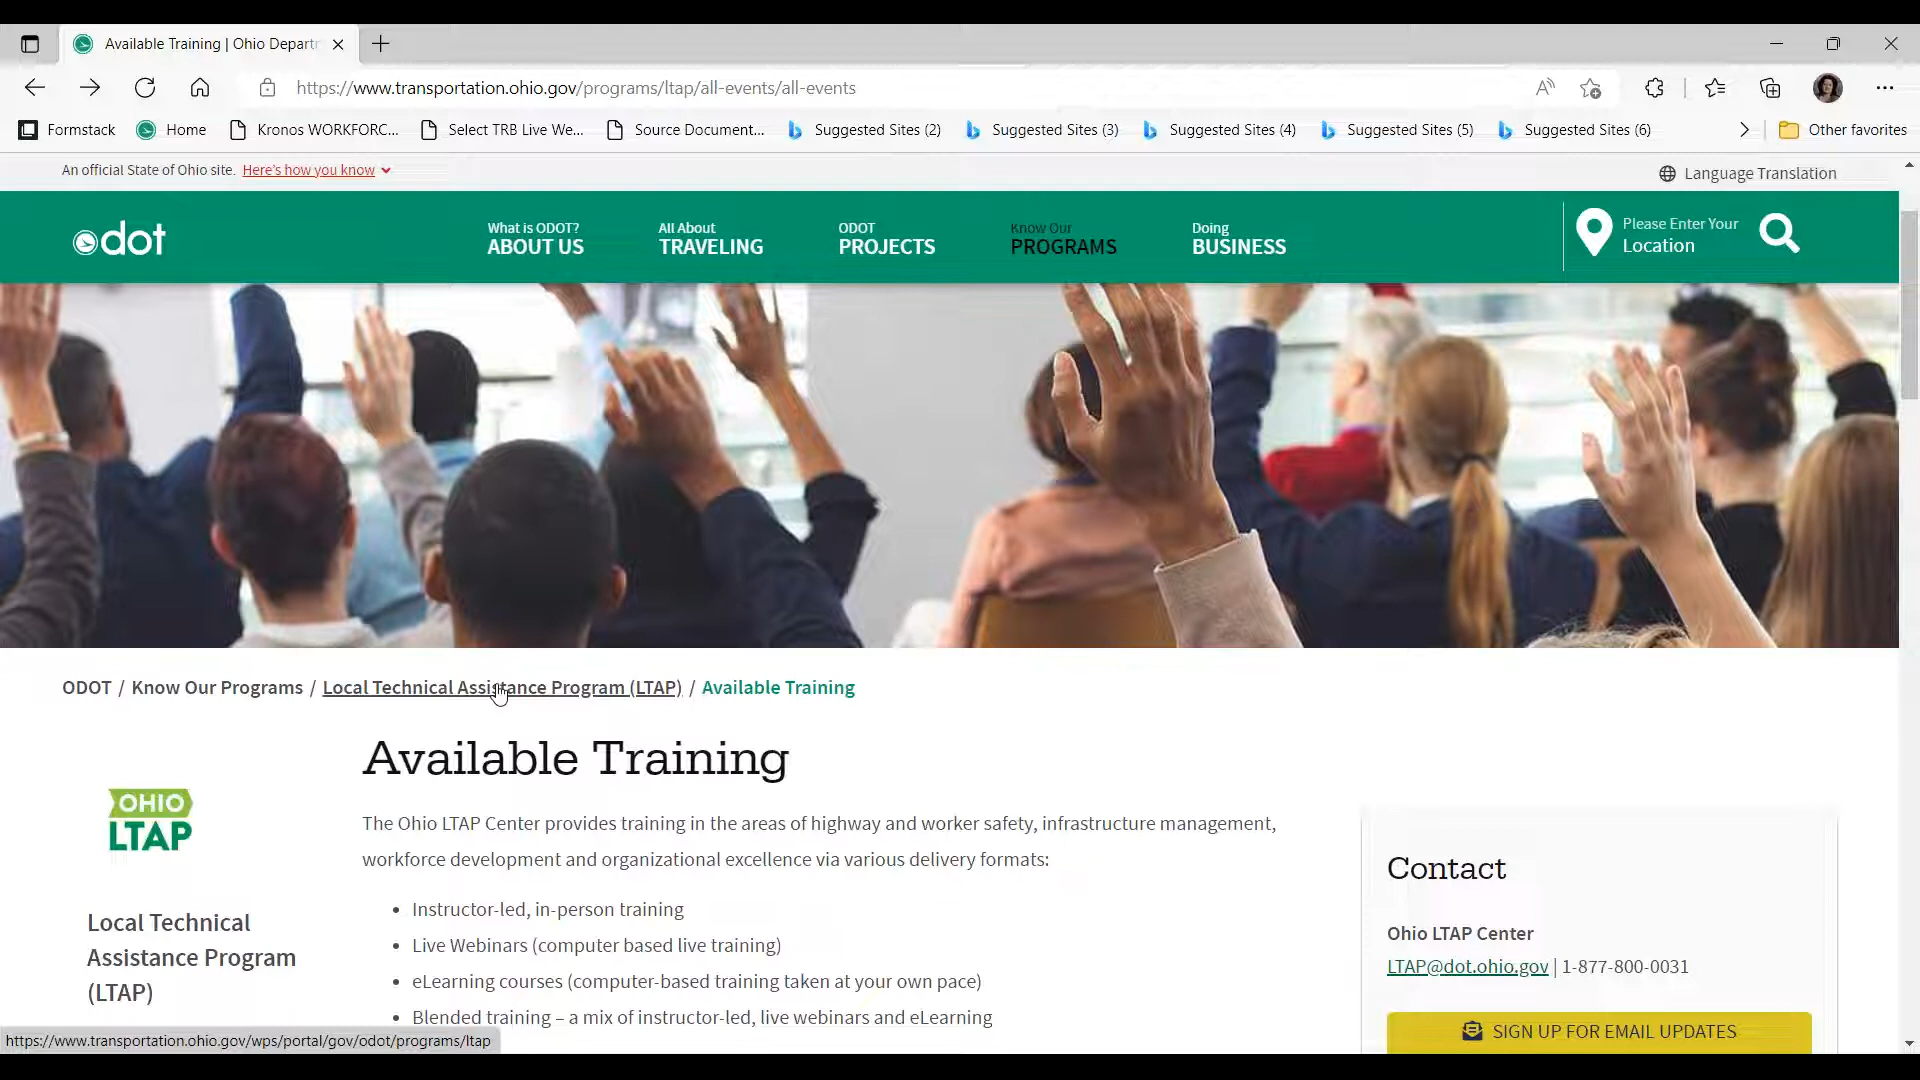 Available Training | Ohio Departr
https://www.transportation.ohio.gov/programs/ltap/all-events/all-events
Formstack
Home
Kronos WORKFORC...
Select TRB Live We...
Source Document...
Suggested Sites (2)
Suggested Sites (3)
Suggested Sites (4)
Suggested Sites (5)
Suggested Sites (6)
Other favorites
An official State of Ohio site. Here's how you know
Language Translation
odot
What is ODOT?
ABOUT US
All About
TRAVELING
ODOT
PROJECTS
Know Our
PROGRAMS
Doing
BUSINESS
Please Enter Your
Location
ODOT / Know Our Programs / Local Technical Assistance Program (LTAP) / Available Training
Available Training
OHIO
LTAP
Local Technical
Assistance Program
(LTAP)
The Ohio LTAP Center provides training in the areas of highway and worker safety, infrastructure management,
workforce development and organizational excellence via various delivery formats:
• Instructor-led, in-person training
• Live Webinars (computer based live training)
• eLearning courses (computer-based training taken at your own pace)
• Blended training – a mix of instructor-led, live webinars and eLearning
Contact
Ohio LTAP Center
LTAP@dot.ohio.gov | 1-877-800-0031
SIGN UP FOR EMAIL UPDATES
https://www.transportation.ohio.gov/wps/portal/gov/odot/programs/ltap